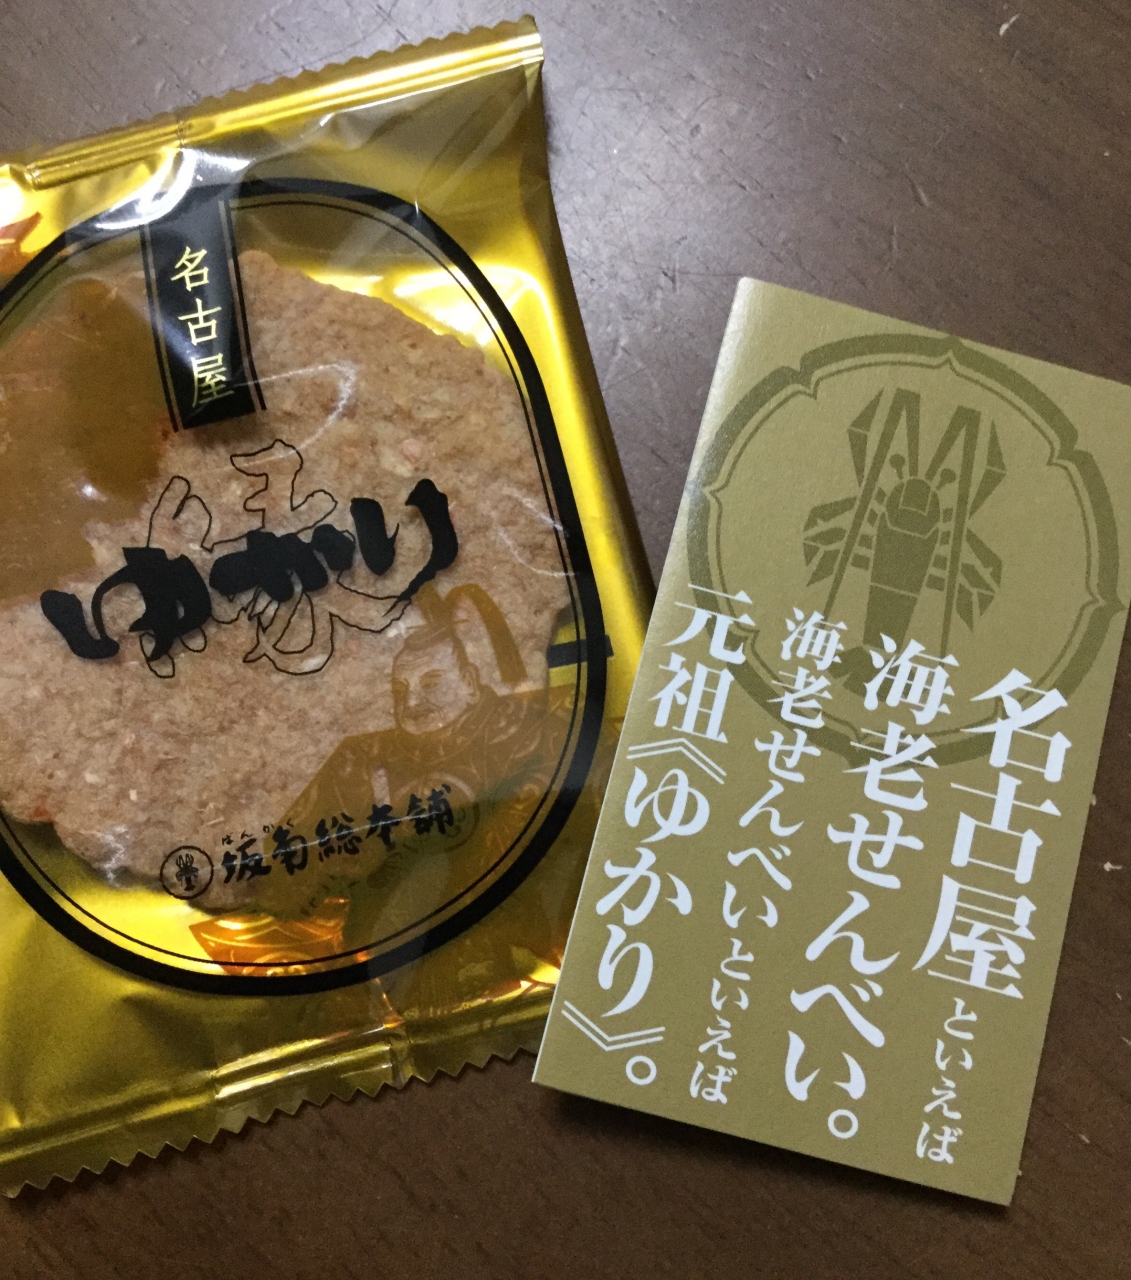 名古屋
縁
ゆかり
ばんかく
坂角総本舖
名古屋といえば
海老せんべい。
海老せんべいといえば
元祖《ゆかり》。